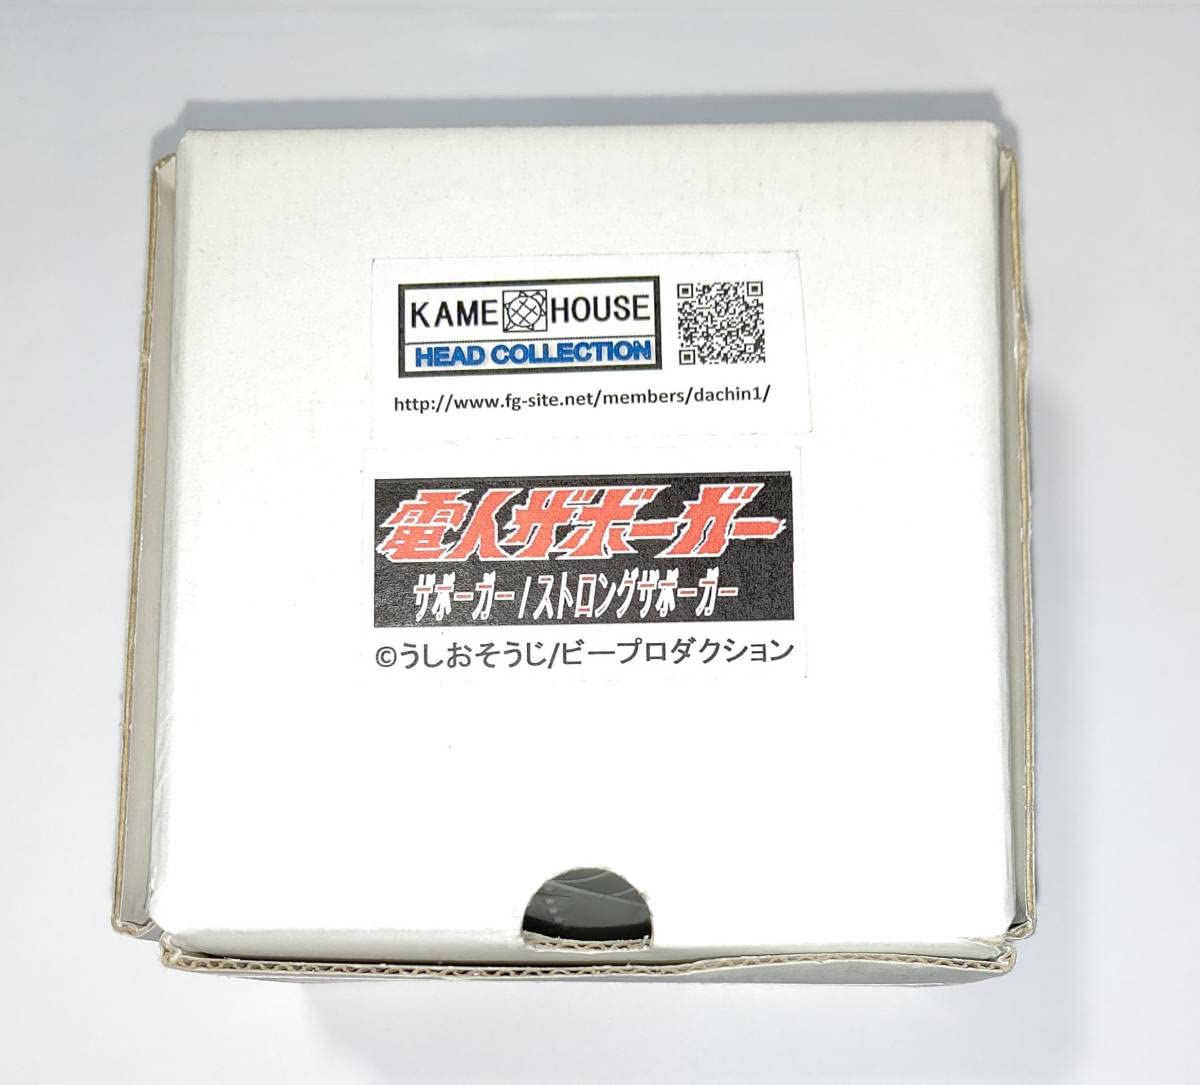 KAME HOUSE
HEAD COLLECTION
http://www.fg-site.net/members/dachin1/
電人ザボーガー
ザボーガー/ストロングザボーガー
©うしおそうじ/ビープロダクション